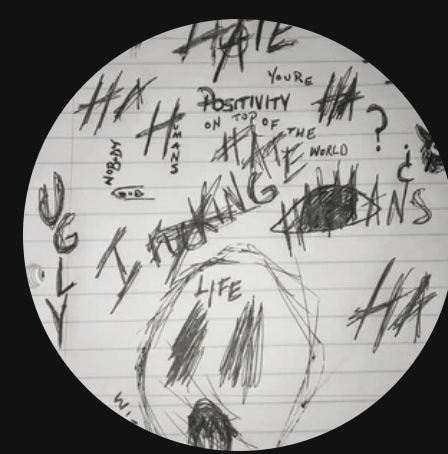 HATE
YOU'RE
HA
POSITIVITY
HA
HUMANS
ON TOP OF
THE
?
NOBODY
HATE
WORLD
¿
FUCKING
HUMANS
UGLY
LIFE
HA